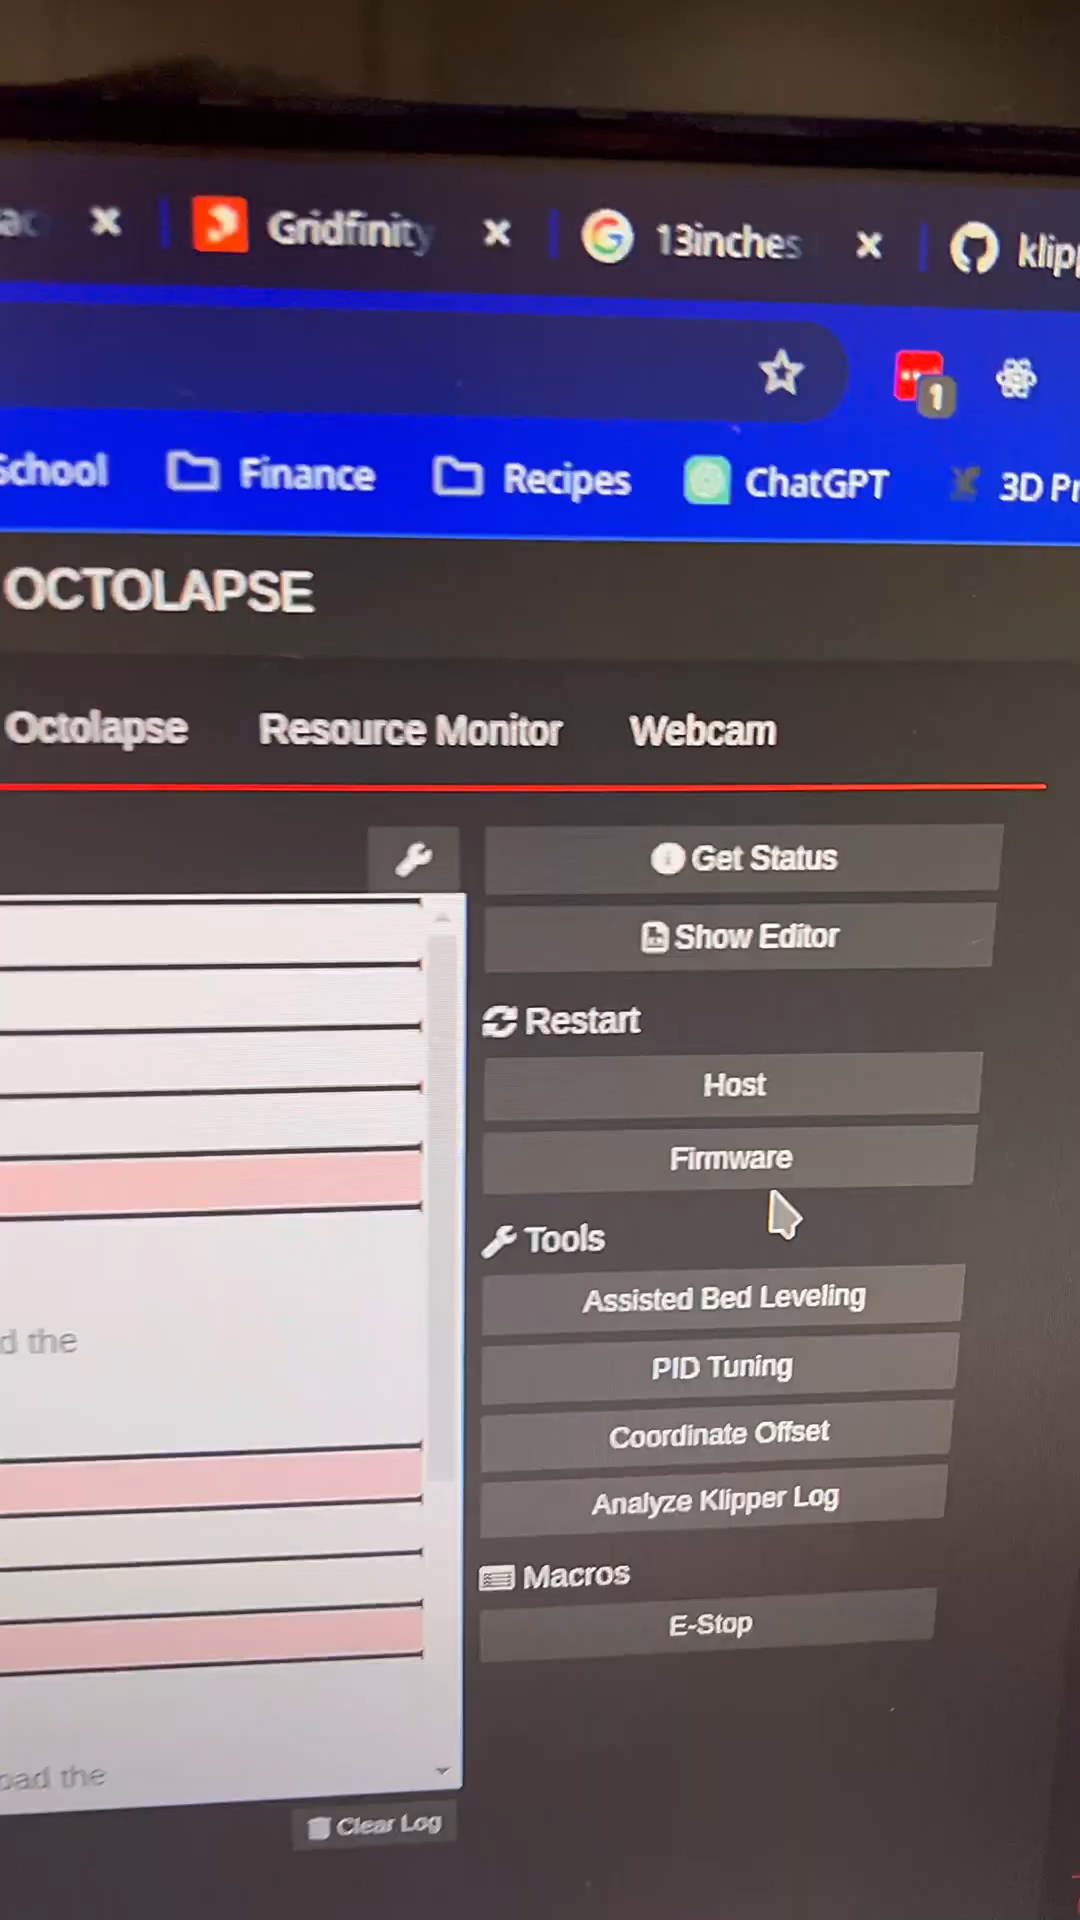 Gridfinity
13inches
School Finance Recipes ChatGPT 3D Pr
OCTOLAPSE
Octolapse Resource Monitor Webcam
Get Status
Show Editor
Restart
Host
Firmware
Tools
Assisted Bed Leveling
d the
PID Tuning
Coordinate Offset
Analyze Klipper Log
Macros
E-Stop
oad the
Clear Log